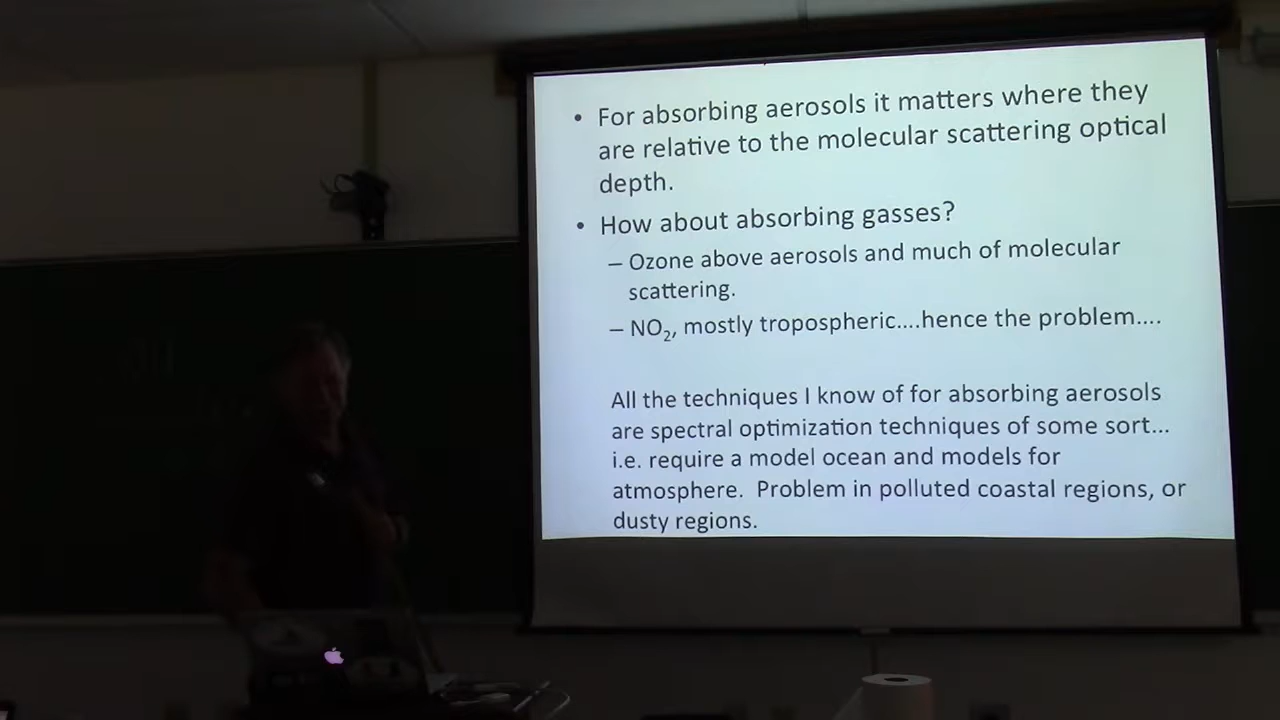 • For absorbing aerosols it matters where they
are relative to the molecular scattering optical
depth.
• How about absorbing gasses?
– Ozone above aerosols and much of molecular
scattering.
– NO₂, mostly tropospheric....hence the problem....
All the techniques I know of for absorbing aerosols
are spectral optimization techniques of some sort...
i.e. require a model ocean and models for
atmosphere.  Problem in polluted coastal regions, or
dusty regions.